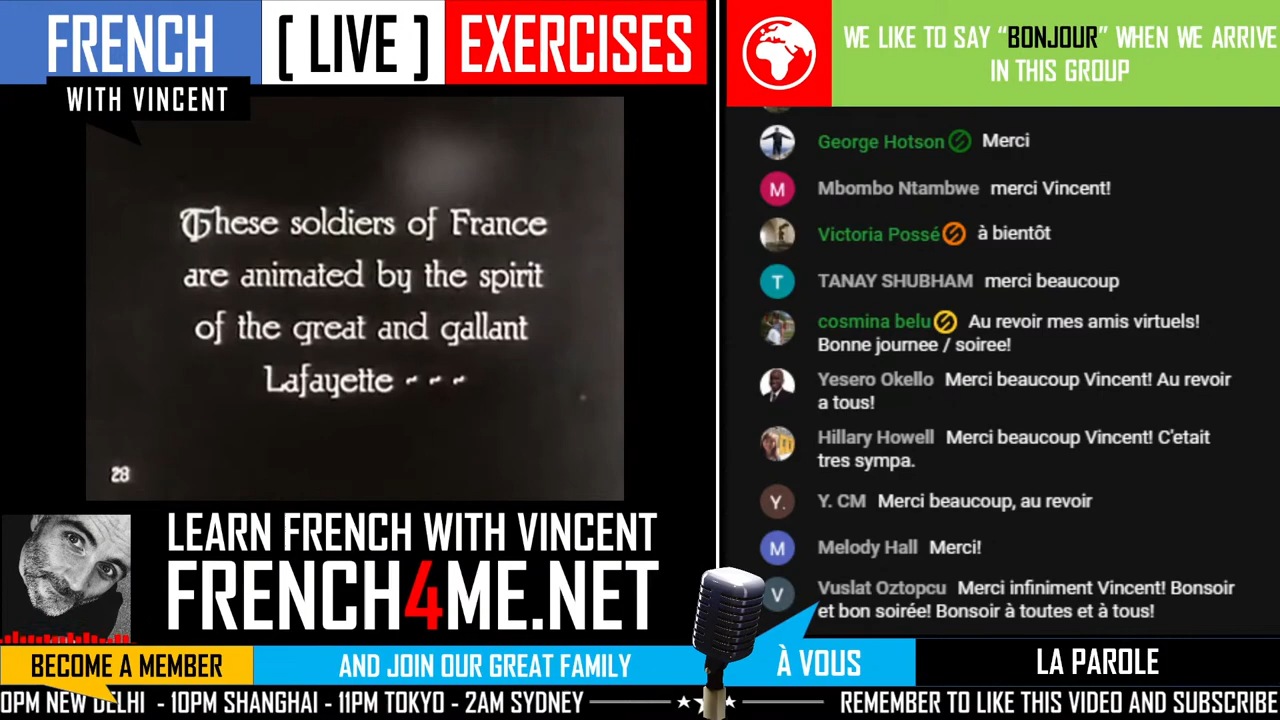 FRENCH
[ LIVE ]
EXERCISES
WITH VINCENT
WE LIKE TO SAY “BONJOUR” WHEN WE ARRIVE
IN THIS GROUP
These soldiers of France
are animated by the spirit
of the great and gallant
Lafayette - - -
28
George Hotson Merci
M
Mbombo Ntambwe merci Vincent!
Victoria Possé à bientôt
T
TANAY SHUBHAM merci beaucoup
cosmina belu Au revoir mes amis virtuels!
Bonne journee / soiree!
Yesero Okello Merci beaucoup Vincent! Au revoir
a tous!
Hillary Howell Merci beaucoup Vincent! C'etait
tres sympa.
Y.
Y. CM Merci beaucoup, au revoir
M
Melody Hall Merci!
V
Vuslat Oztopcu Merci infiniment Vincent! Bonsoir
et bon soirée! Bonsoir à toutes et à tous!
LEARN FRENCH WITH VINCENT
FRENCH4ME.NET
BECOME A MEMBER
AND JOIN OUR GREAT FAMILY
À VOUS
LA PAROLE
0PM NEW DELHI - 10PM SHANGHAI - 11PM TOKYO - 2AM SYDNEY
REMEMBER TO LIKE THIS VIDEO AND SUBSCRIBE